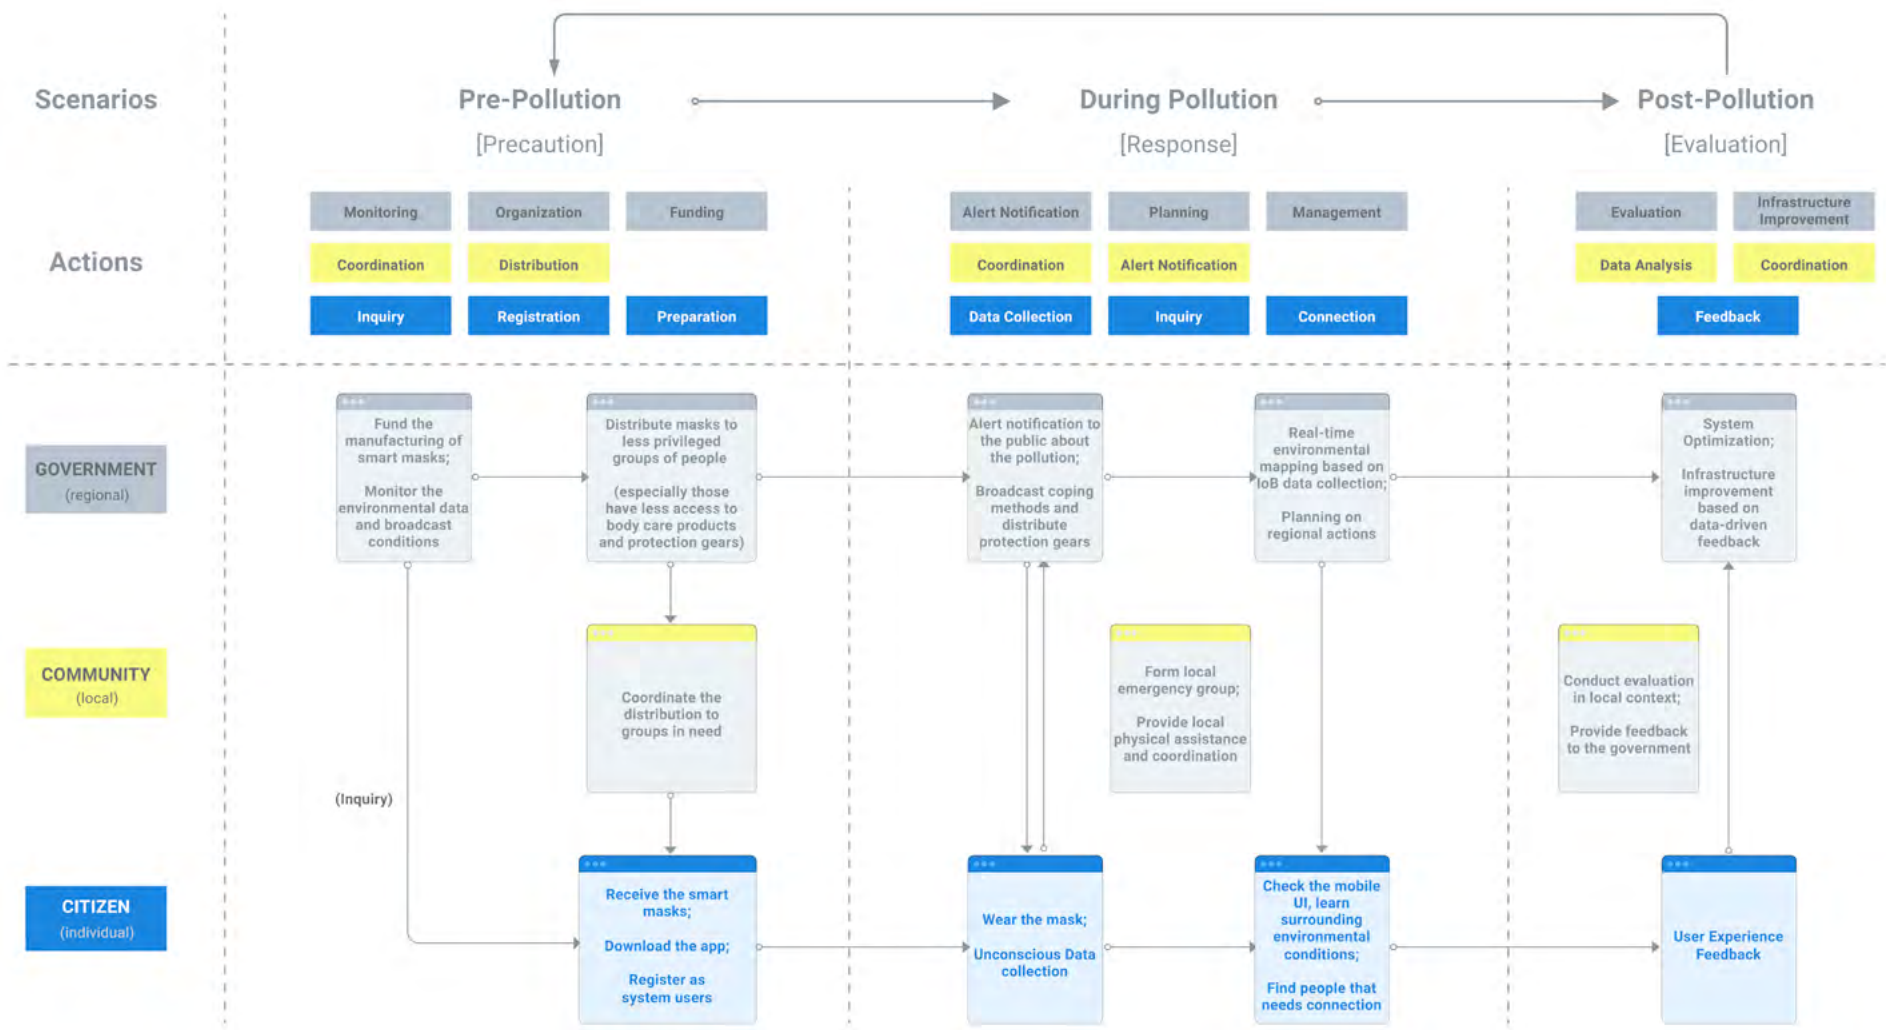 Scenarios
Pre-Pollution
[Precaution]
During Pollution
[Response]
Post-Pollution
[Evaluation]
Actions
Monitoring
Organization
Funding
Coordination
Distribution
Inquiry
Registration
Preparation
Alert Notification
Planning
Management
Coordination
Alert Notification
Data Collection
Inquiry
Connection
Evaluation
Infrastructure
Improvement
Data Analysis
Coordination
Feedback
GOVERNMENT
(regional)
Fund the
manufacturing of
smart masks;
Monitor the
environmental data
and broadcast
conditions
Distribute masks to
less privileged
groups of people
(especially those
have less access to
body care products
and protection gears)
Alert notification to
the public about
the pollution;
Broadcast coping
methods and
distribute
protection gears
Real-time
environmental
mapping based on
IoB data collection;
Planning on
regional actions
System
Optimization;
Infrastructure
improvement
based on
data-driven
feedback
COMMUNITY
(local)
Coordinate the
distribution to
groups in need
Form local
emergency group;
Provide local
physical assistance
and coordination
Conduct evaluation
in local context;
Provide feedback
to the government
(Inquiry)
CITIZEN
(individual)
Receive the smart
masks;
Download the app;
Register as
system users
Wear the mask;
Unconscious Data
collection
Check the mobile
UI, learn
surrounding
environmental
conditions;
Find people that
needs connection
User Experience
Feedback